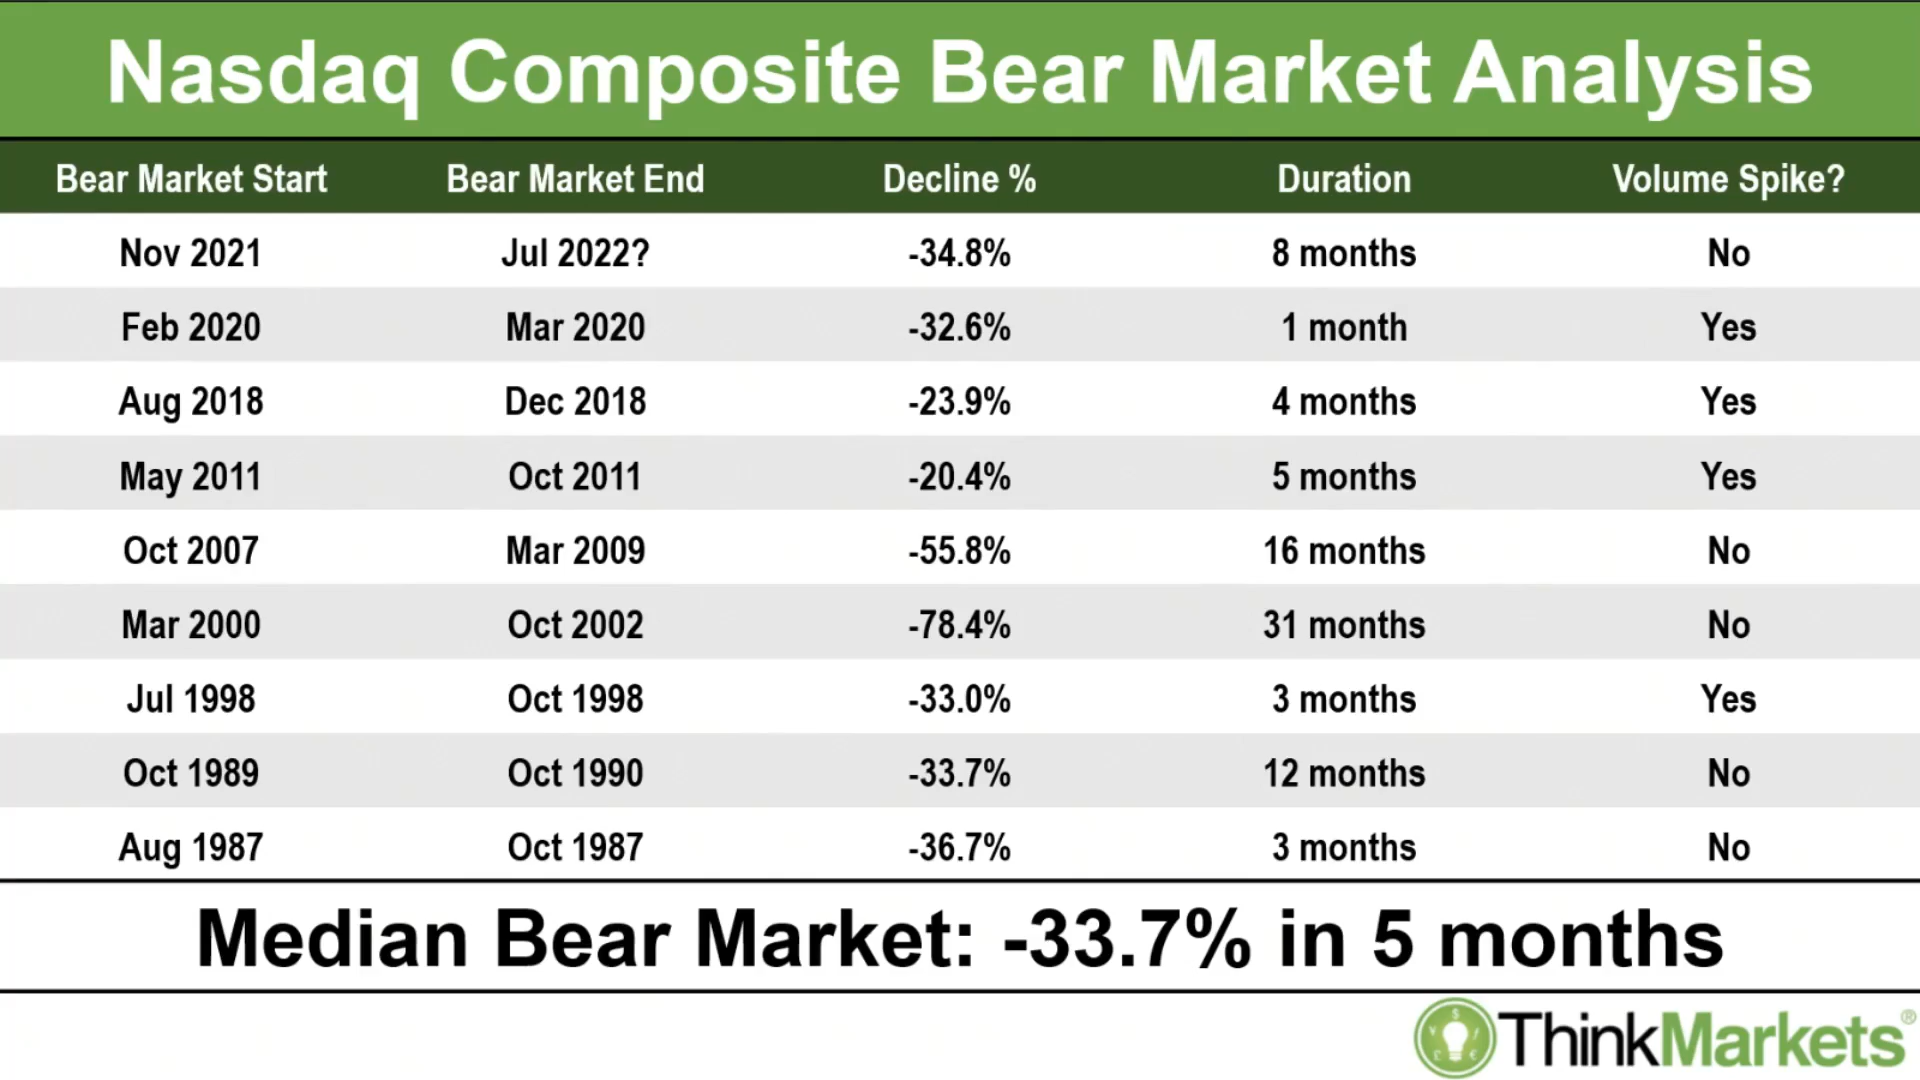 Nasdaq Composite Bear Market Analysis
Bear Market Start Bear Market End Decline % Duration Volume Spike?
Nov 2021 Jul 2022? -34.8% 8 months No
Feb 2020 Mar 2020 -32.6% 1 month Yes
Aug 2018 Dec 2018 -23.9% 4 months Yes
May 2011 Oct 2011 -20.4% 5 months Yes
Oct 2007 Mar 2009 -55.8% 16 months No
Mar 2000 Oct 2002 -78.4% 31 months No
Jul 1998 Oct 1998 -33.0% 3 months Yes
Oct 1989 Oct 1990 -33.7% 12 months No
Aug 1987 Oct 1987 -36.7% 3 months No
Median Bear Market: -33.7% in 5 months
ThinkMarkets®